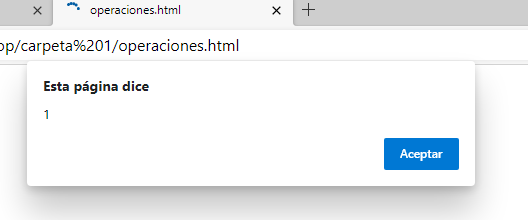 operaciones.html
op/carpeta%201/operaciones.html
Esta página dice
1
Aceptar